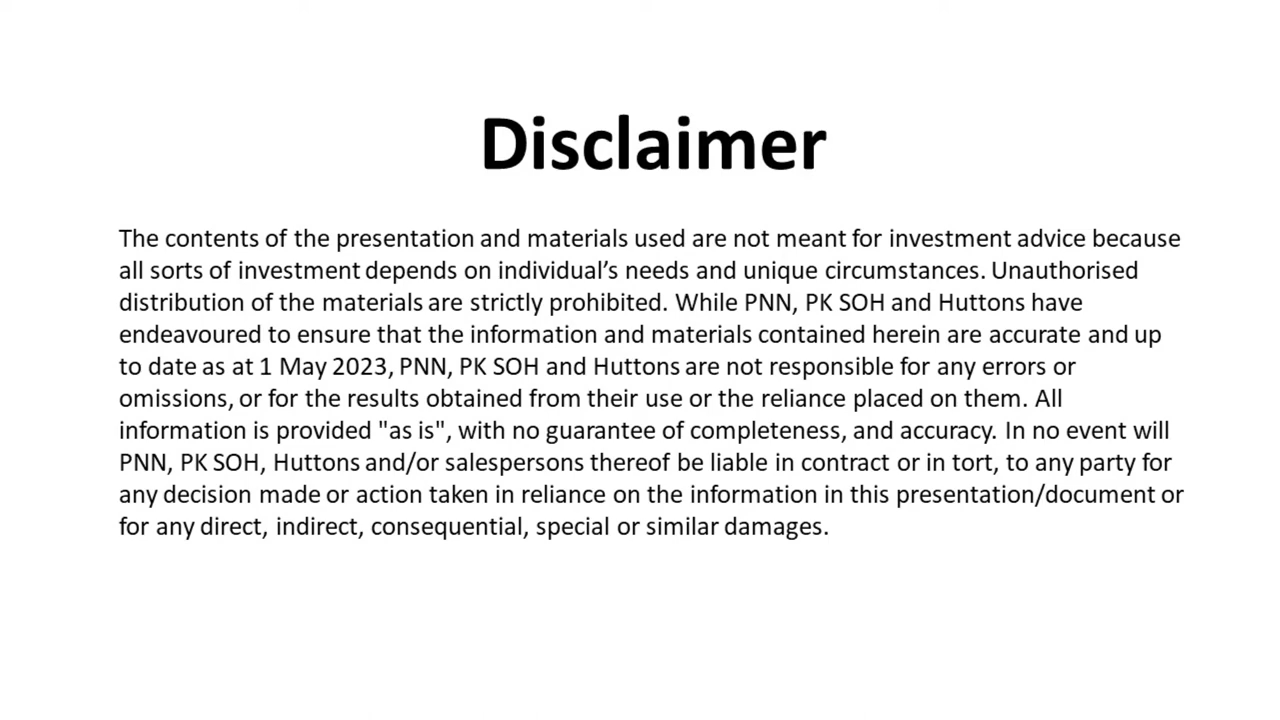 Disclaimer
The contents of the presentation and materials used are not meant for investment advice because
all sorts of investment depends on individual’s needs and unique circumstances. Unauthorised
distribution of the materials are strictly prohibited. While PNN, PK SOH and Huttons have
endeavoured to ensure that the information and materials contained herein are accurate and up
to date as at 1 May 2023, PNN, PK SOH and Huttons are not responsible for any errors or
omissions, or for the results obtained from their use or the reliance placed on them. All
information is provided "as is", with no guarantee of completeness, and accuracy. In no event will
PNN, PK SOH, Huttons and/or salespersons thereof be liable in contract or in tort, to any party for
any decision made or action taken in reliance on the information in this presentation/document or
for any direct, indirect, consequential, special or similar damages.